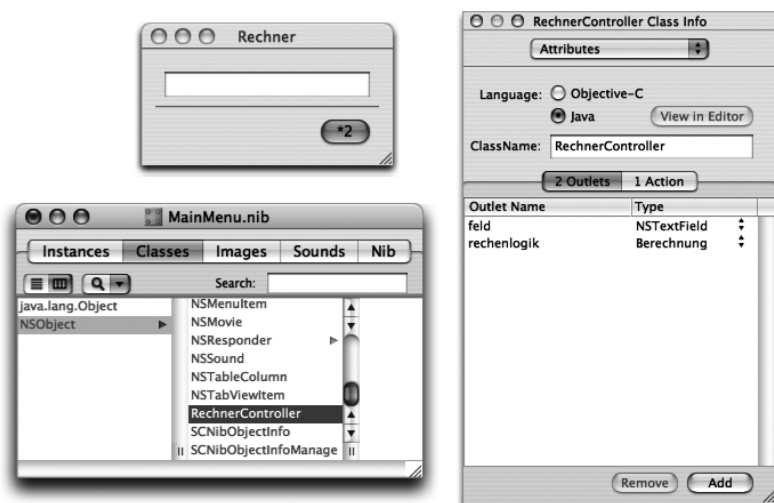 Rechner
*2
MainMenu.nib
Instances Classes Images Sounds Nib
Search:
java.lang.Object
NSObject
NSMenuItem
NSMovie
NSResponder
NSSound
NSTableColumn
NSTabViewItem
RechnerController
SCNibObjectInfo
SCNibObjectInfoManage
RechnerController Class Info
Attributes
Language: Objective-C
Java View in Editor
ClassName: RechnerController
2 Outlets 1 Action
Outlet Name Type
feld NSTextField
rechenlogik Berechnung
Remove Add